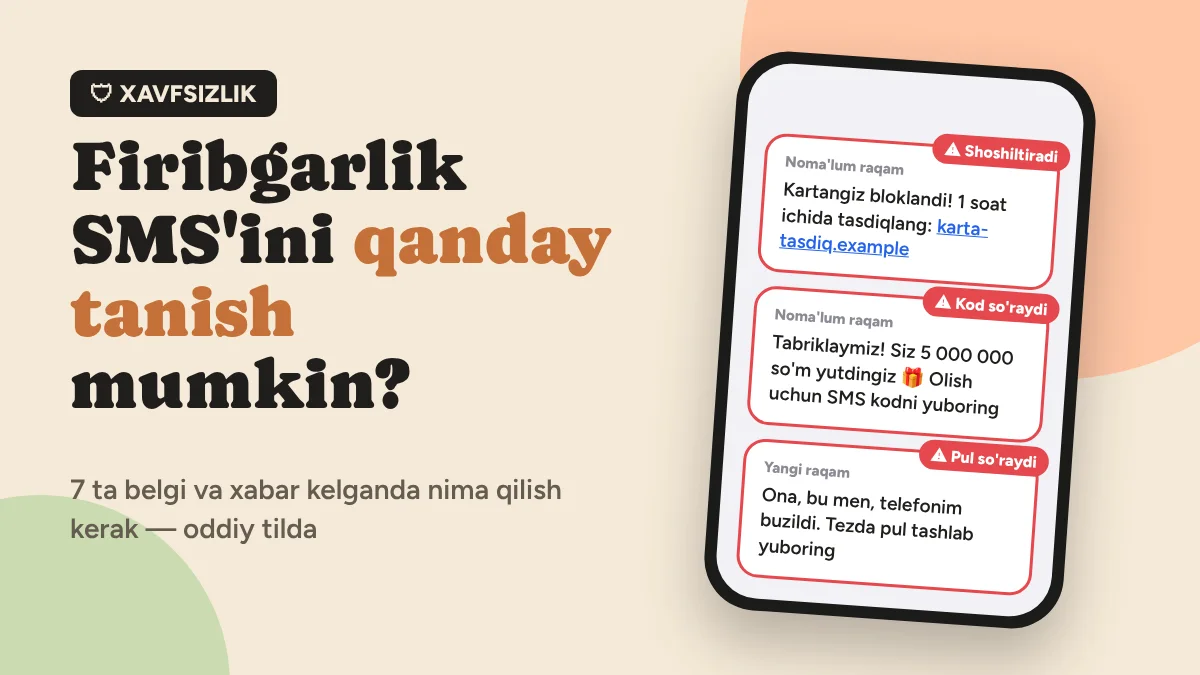 🛡 XAVFSIZLIK
Firibgarlik
SMS'ini qanday
tanish
mumkin?
7 ta belgi va xabar kelganda nima qilish
kerak — oddiy tilda
⚠ Shoshiltiradi
Noma'lum raqam
Kartangiz bloklandi! 1 soat
ichida tasdiqlang: karta-
tasdiq.example
⚠ Kod so'raydi
Noma'lum raqam
Tabriklaymiz! Siz 5 000 000
so'm yutdingiz 🎁 Olish
uchun SMS kodni yuboring
⚠ Pul so'raydi
Yangi raqam
Ona, bu men, telefonim
buzildi. Tezda pul tashlab
yuboring